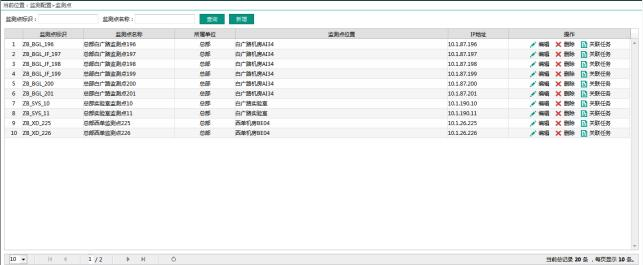 当前位置：监测配置>监测点
监测点标识： 监测点名称： 查询 新增
监测点标识 监测点名称 所属单位 监测点位置 IP地址 操作
1 ZB_BGL_196 总部白广路监测点196 总部 白广路机房AI34 10.1.87.196 编辑 删除 关联任务
2 ZB_BGL_JF_197 总部白广路监测点197 总部 白广路机房AI34 10.1.87.197 编辑 删除 关联任务
3 ZB_BGL_JF_198 总部白广路监测点198 总部 白广路机房AI34 10.1.87.198 编辑 删除 关联任务
4 ZB_BGL_JF_199 总部白广路监测点199 总部 白广路机房AI34 10.1.87.199 编辑 删除 关联任务
5 ZB_BGL_200 总部白广路监测点200 总部 白广路机房AI34 10.1.87.200 编辑 删除 关联任务
6 ZB_BGL_201 总部白广路监测点201 总部 白广路机房AI34 10.1.87.201 编辑 删除 关联任务
7 ZB_SYS_10 总部实验室监测点10 总部 白广路实验室 10.1.190.10 编辑 删除 关联任务
8 ZB_SYS_11 总部实验室监测点11 总部 白广路实验室 10.1.190.11 编辑 删除 关联任务
9 ZB_XD_225 总部西单监测点225 总部 西单机房BE04 10.1.26.225 编辑 删除 关联任务
10 ZB_XD_226 总部西单监测点226 总部 西单机房BE04 10.1.26.226 编辑 删除 关联任务
10 1 / 2 当前总记录 20 条，每页显示 10 条。